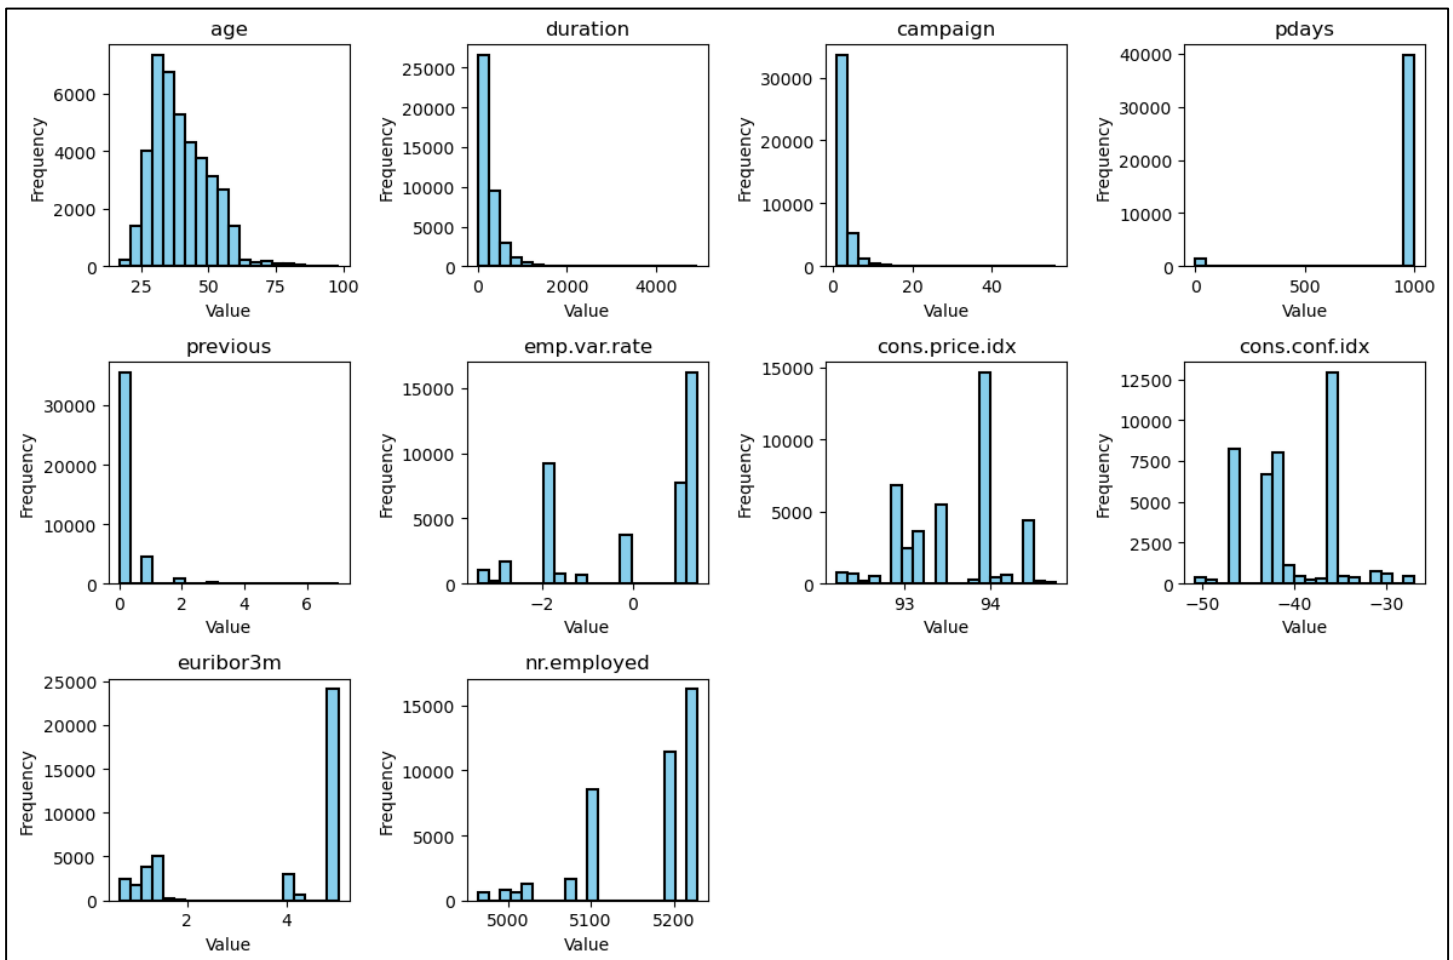 age
Frequency
6000
4000
2000
0
25 50 75 100
Value
duration
Frequency
25000
20000
15000
10000
5000
0
0 2000 4000
Value
campaign
Frequency
30000
20000
10000
0
0 20 40
Value
pdays
Frequency
40000
30000
20000
10000
0
0 500 1000
Value
previous
Frequency
30000
20000
10000
0
0 2 4 6
Value
emp.var.rate
Frequency
15000
10000
5000
0
−2 0
Value
cons.price.idx
Frequency
15000
10000
5000
0
93 94
Value
cons.conf.idx
Frequency
12500
10000
7500
5000
2500
0
−50 −40 −30
Value
euribor3m
Frequency
25000
20000
15000
10000
5000
0
2 4
Value
nr.employed
Frequency
15000
10000
5000
0
5000 5100 5200
Value